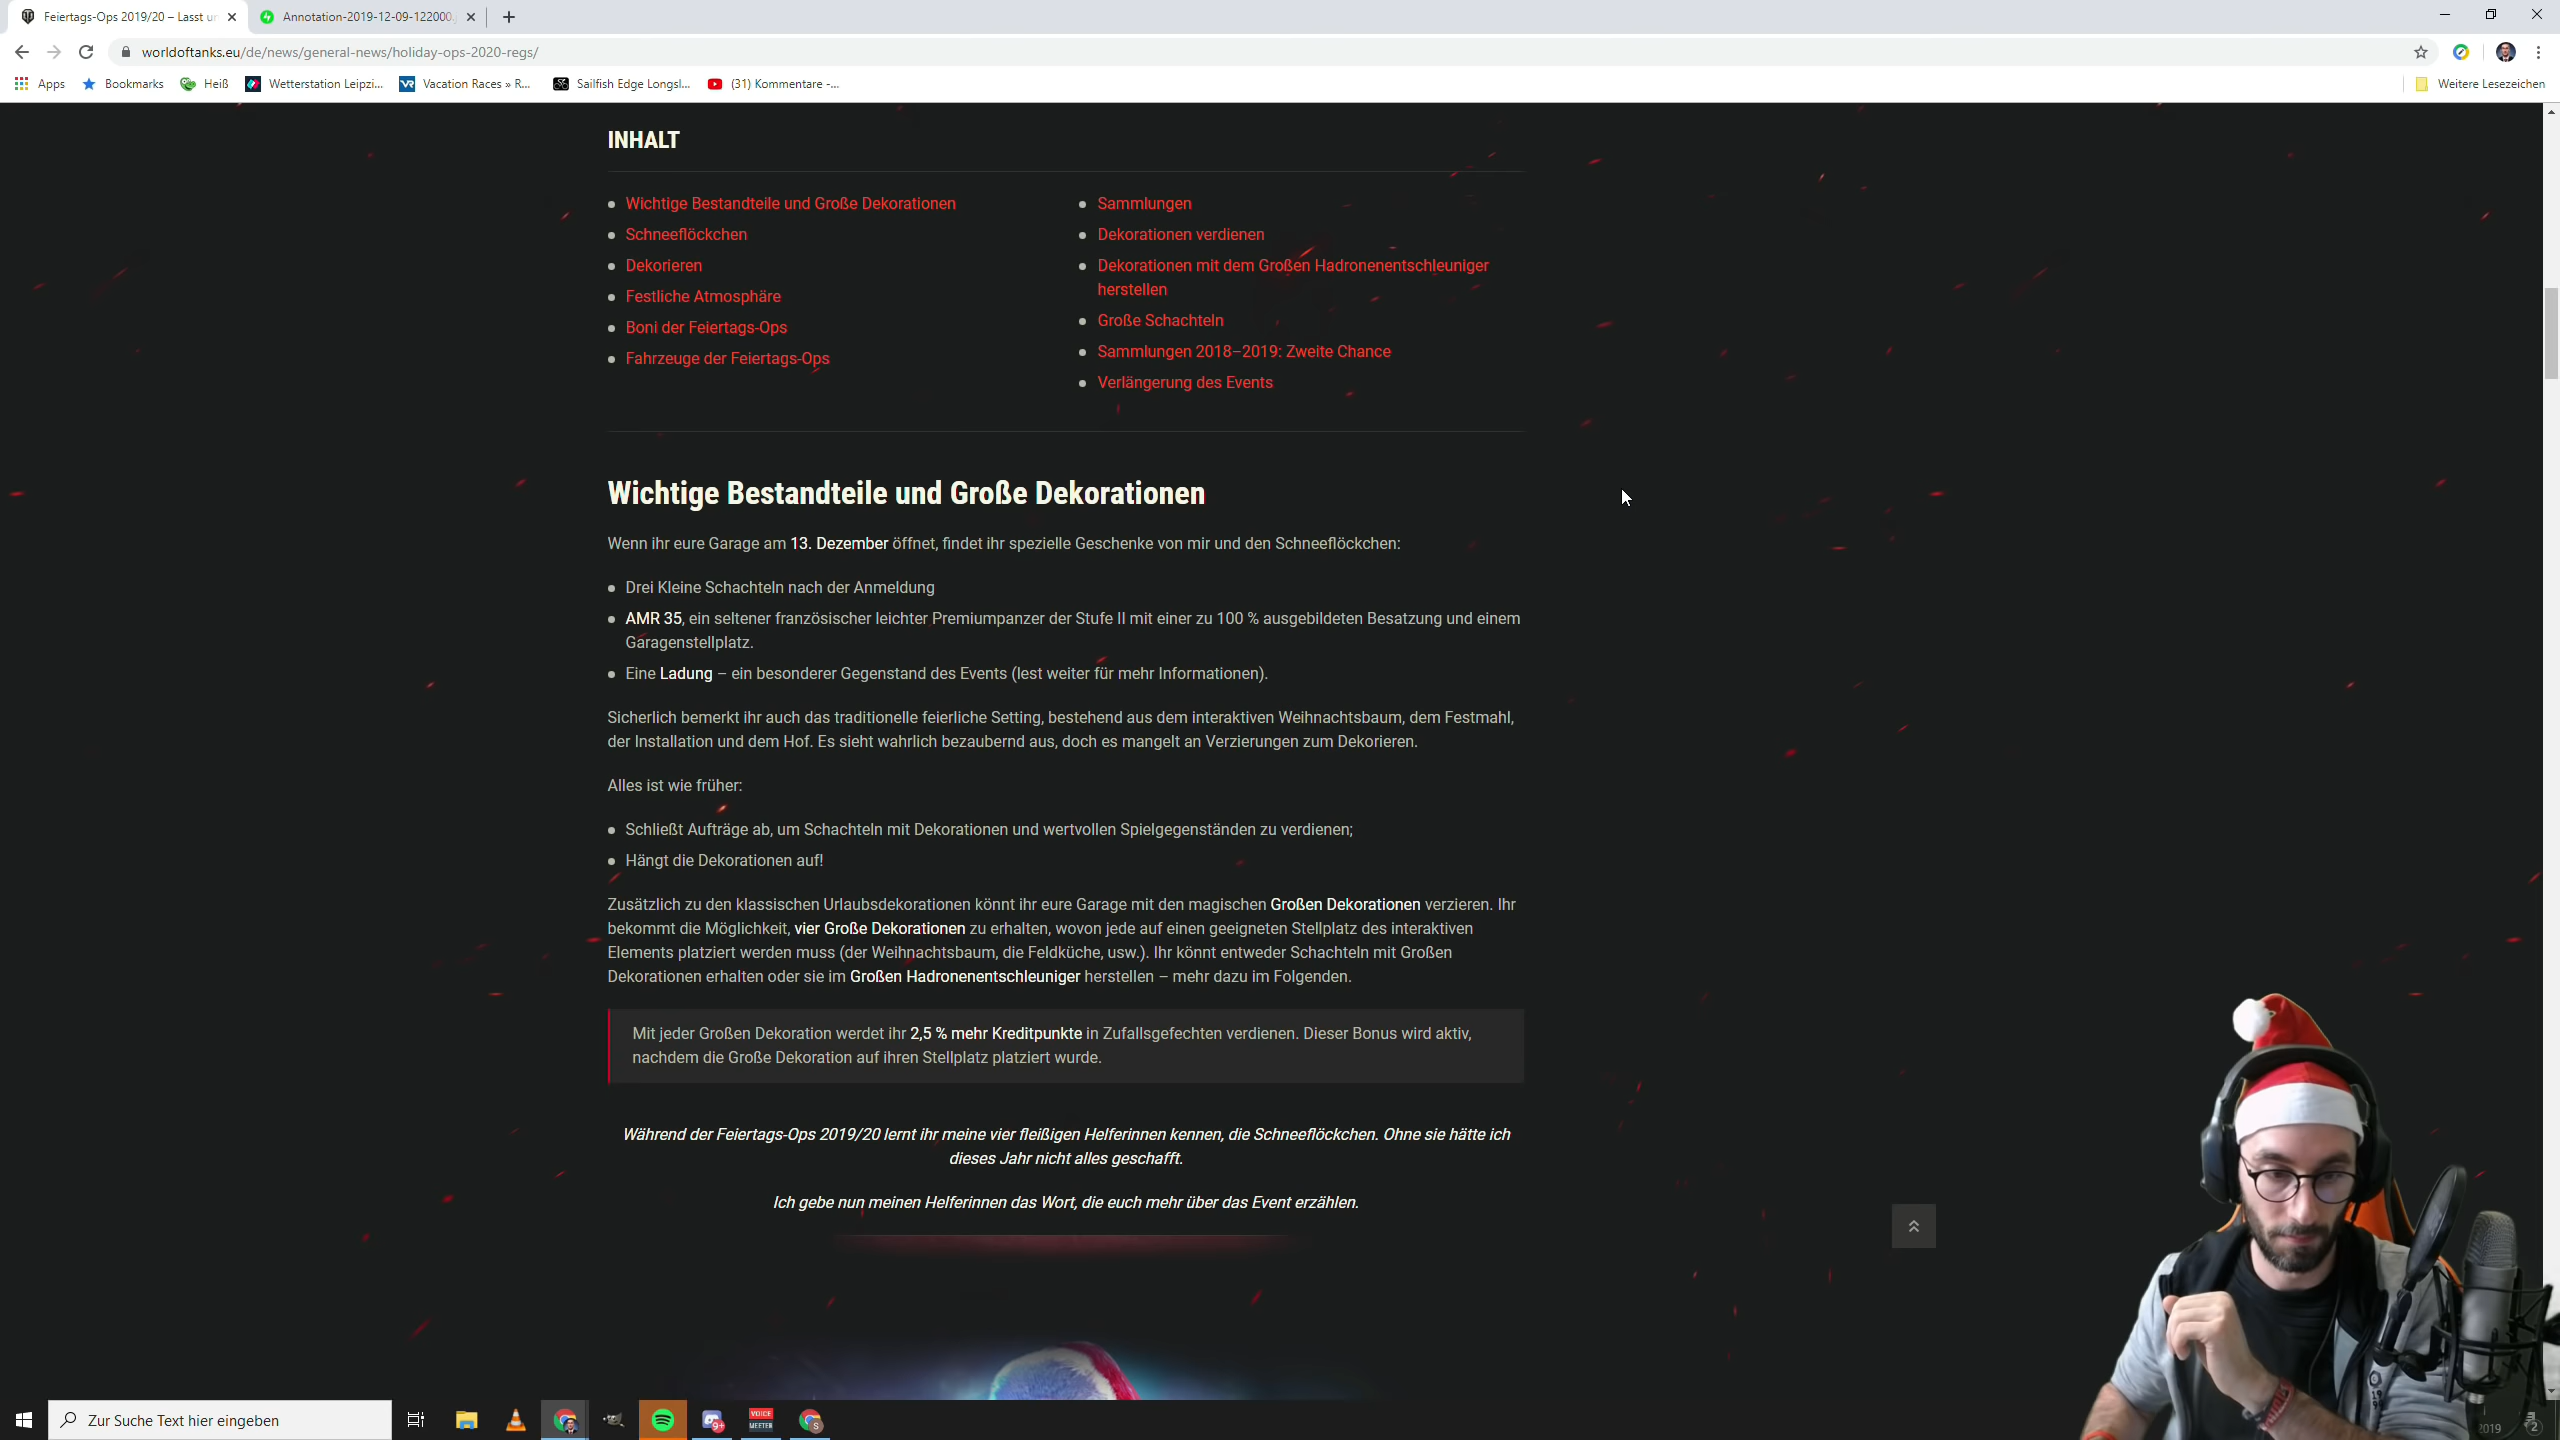 Feiertags-Ops 2019/20 – Lasst un
Annotation-2019-12-09-122000.
worldoftanks.eu/de/news/general-news/holiday-ops-2020-regs/
Apps Bookmarks Heiß Wetterstation Leipzi... Vacation Races » R... Sailfish Edge Longsl... (31) Kommentare -... Weitere Lesezeichen
INHALT
Wichtige Bestandteile und Große Dekorationen
Schneeflöckchen
Dekorieren
Festliche Atmosphäre
Boni der Feiertags-Ops
Fahrzeuge der Feiertags-Ops
Sammlungen
Dekorationen verdienen
Dekorationen mit dem Großen Hadronenentschleuniger
herstellen
Große Schachteln
Sammlungen 2018–2019: Zweite Chance
Verlängerung des Events
Wichtige Bestandteile und Große Dekorationen
Wenn ihr eure Garage am 13. Dezember öffnet, findet ihr spezielle Geschenke von mir und den Schneeflöckchen:
Drei Kleine Schachteln nach der Anmeldung
AMR 35, ein seltener französischer leichter Premiumpanzer der Stufe II mit einer zu 100 % ausgebildeten Besatzung und einem
Garagenstellplatz.
Eine Ladung – ein besonderer Gegenstand des Events (lest weiter für mehr Informationen).
Sicherlich bemerkt ihr auch das traditionelle feierliche Setting, bestehend aus dem interaktiven Weihnachtsbaum, dem Festmahl,
der Installation und dem Hof. Es sieht wahrlich bezaubernd aus, doch es mangelt an Verzierungen zum Dekorieren.
Alles ist wie früher:
Schließt Aufträge ab, um Schachteln mit Dekorationen und wertvollen Spielgegenständen zu verdienen;
Hängt die Dekorationen auf!
Zusätzlich zu den klassischen Urlaubsdekorationen könnt ihr eure Garage mit den magischen Großen Dekorationen verzieren. Ihr
bekommt die Möglichkeit, vier Große Dekorationen zu erhalten, wovon jede auf einen geeigneten Stellplatz des interaktiven
Elements platziert werden muss (der Weihnachtsbaum, die Feldküche, usw.). Ihr könnt entweder Schachteln mit Großen
Dekorationen erhalten oder sie im Großen Hadronenentschleuniger herstellen – mehr dazu im Folgenden.
Mit jeder Großen Dekoration werdet ihr 2,5 % mehr Kreditpunkte in Zufallsgefechten verdienen. Dieser Bonus wird aktiv,
nachdem die Große Dekoration auf ihren Stellplatz platziert wurde.
Während der Feiertags-Ops 2019/20 lernt ihr meine vier fleißigen Helferinnen kennen, die Schneeflöckchen. Ohne sie hätte ich
dieses Jahr nicht alles geschafft.
Ich gebe nun meinen Helferinnen das Wort, die euch mehr über das Event erzählen.
Zur Suche Text hier eingeben
9+
VOICE
MEETER
S
2019
2